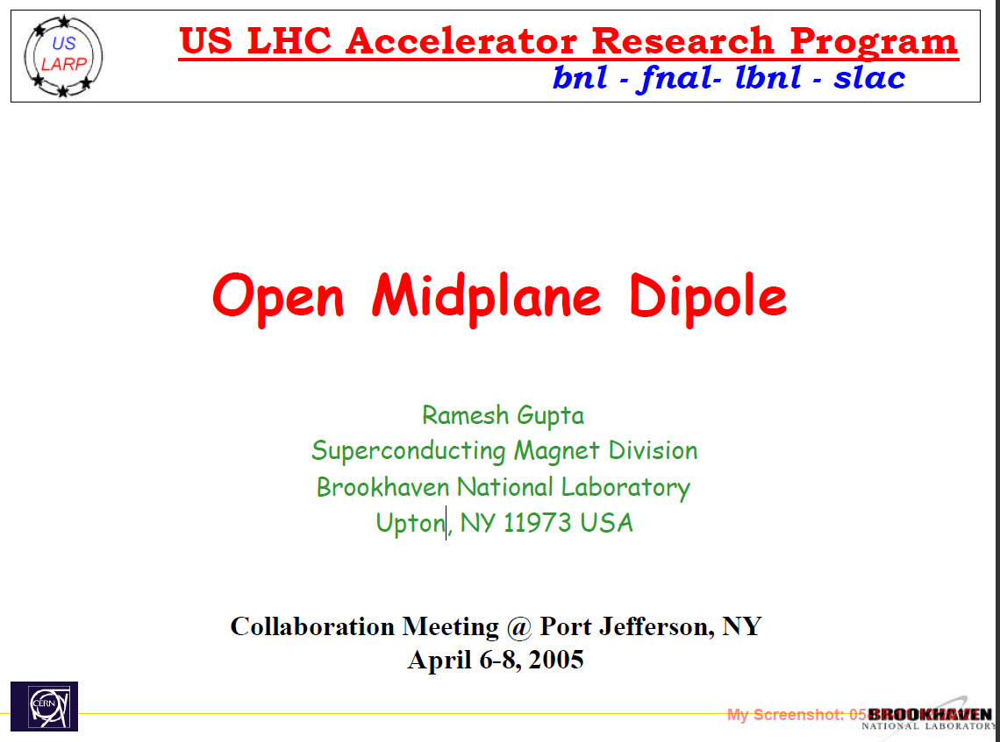 US
LARP
US LHC Accelerator Research Program
bnl - fnal- lbnl - slac
Open Midplane Dipole
Ramesh Gupta
Superconducting Magnet Division
Brookhaven National Laboratory
Upton, NY 11973 USA
Collaboration Meeting @ Port Jefferson, NY
April 6-8, 2005
CERN
My Screenshot:
BROOKHAVEN
NATIONAL LABORATORY